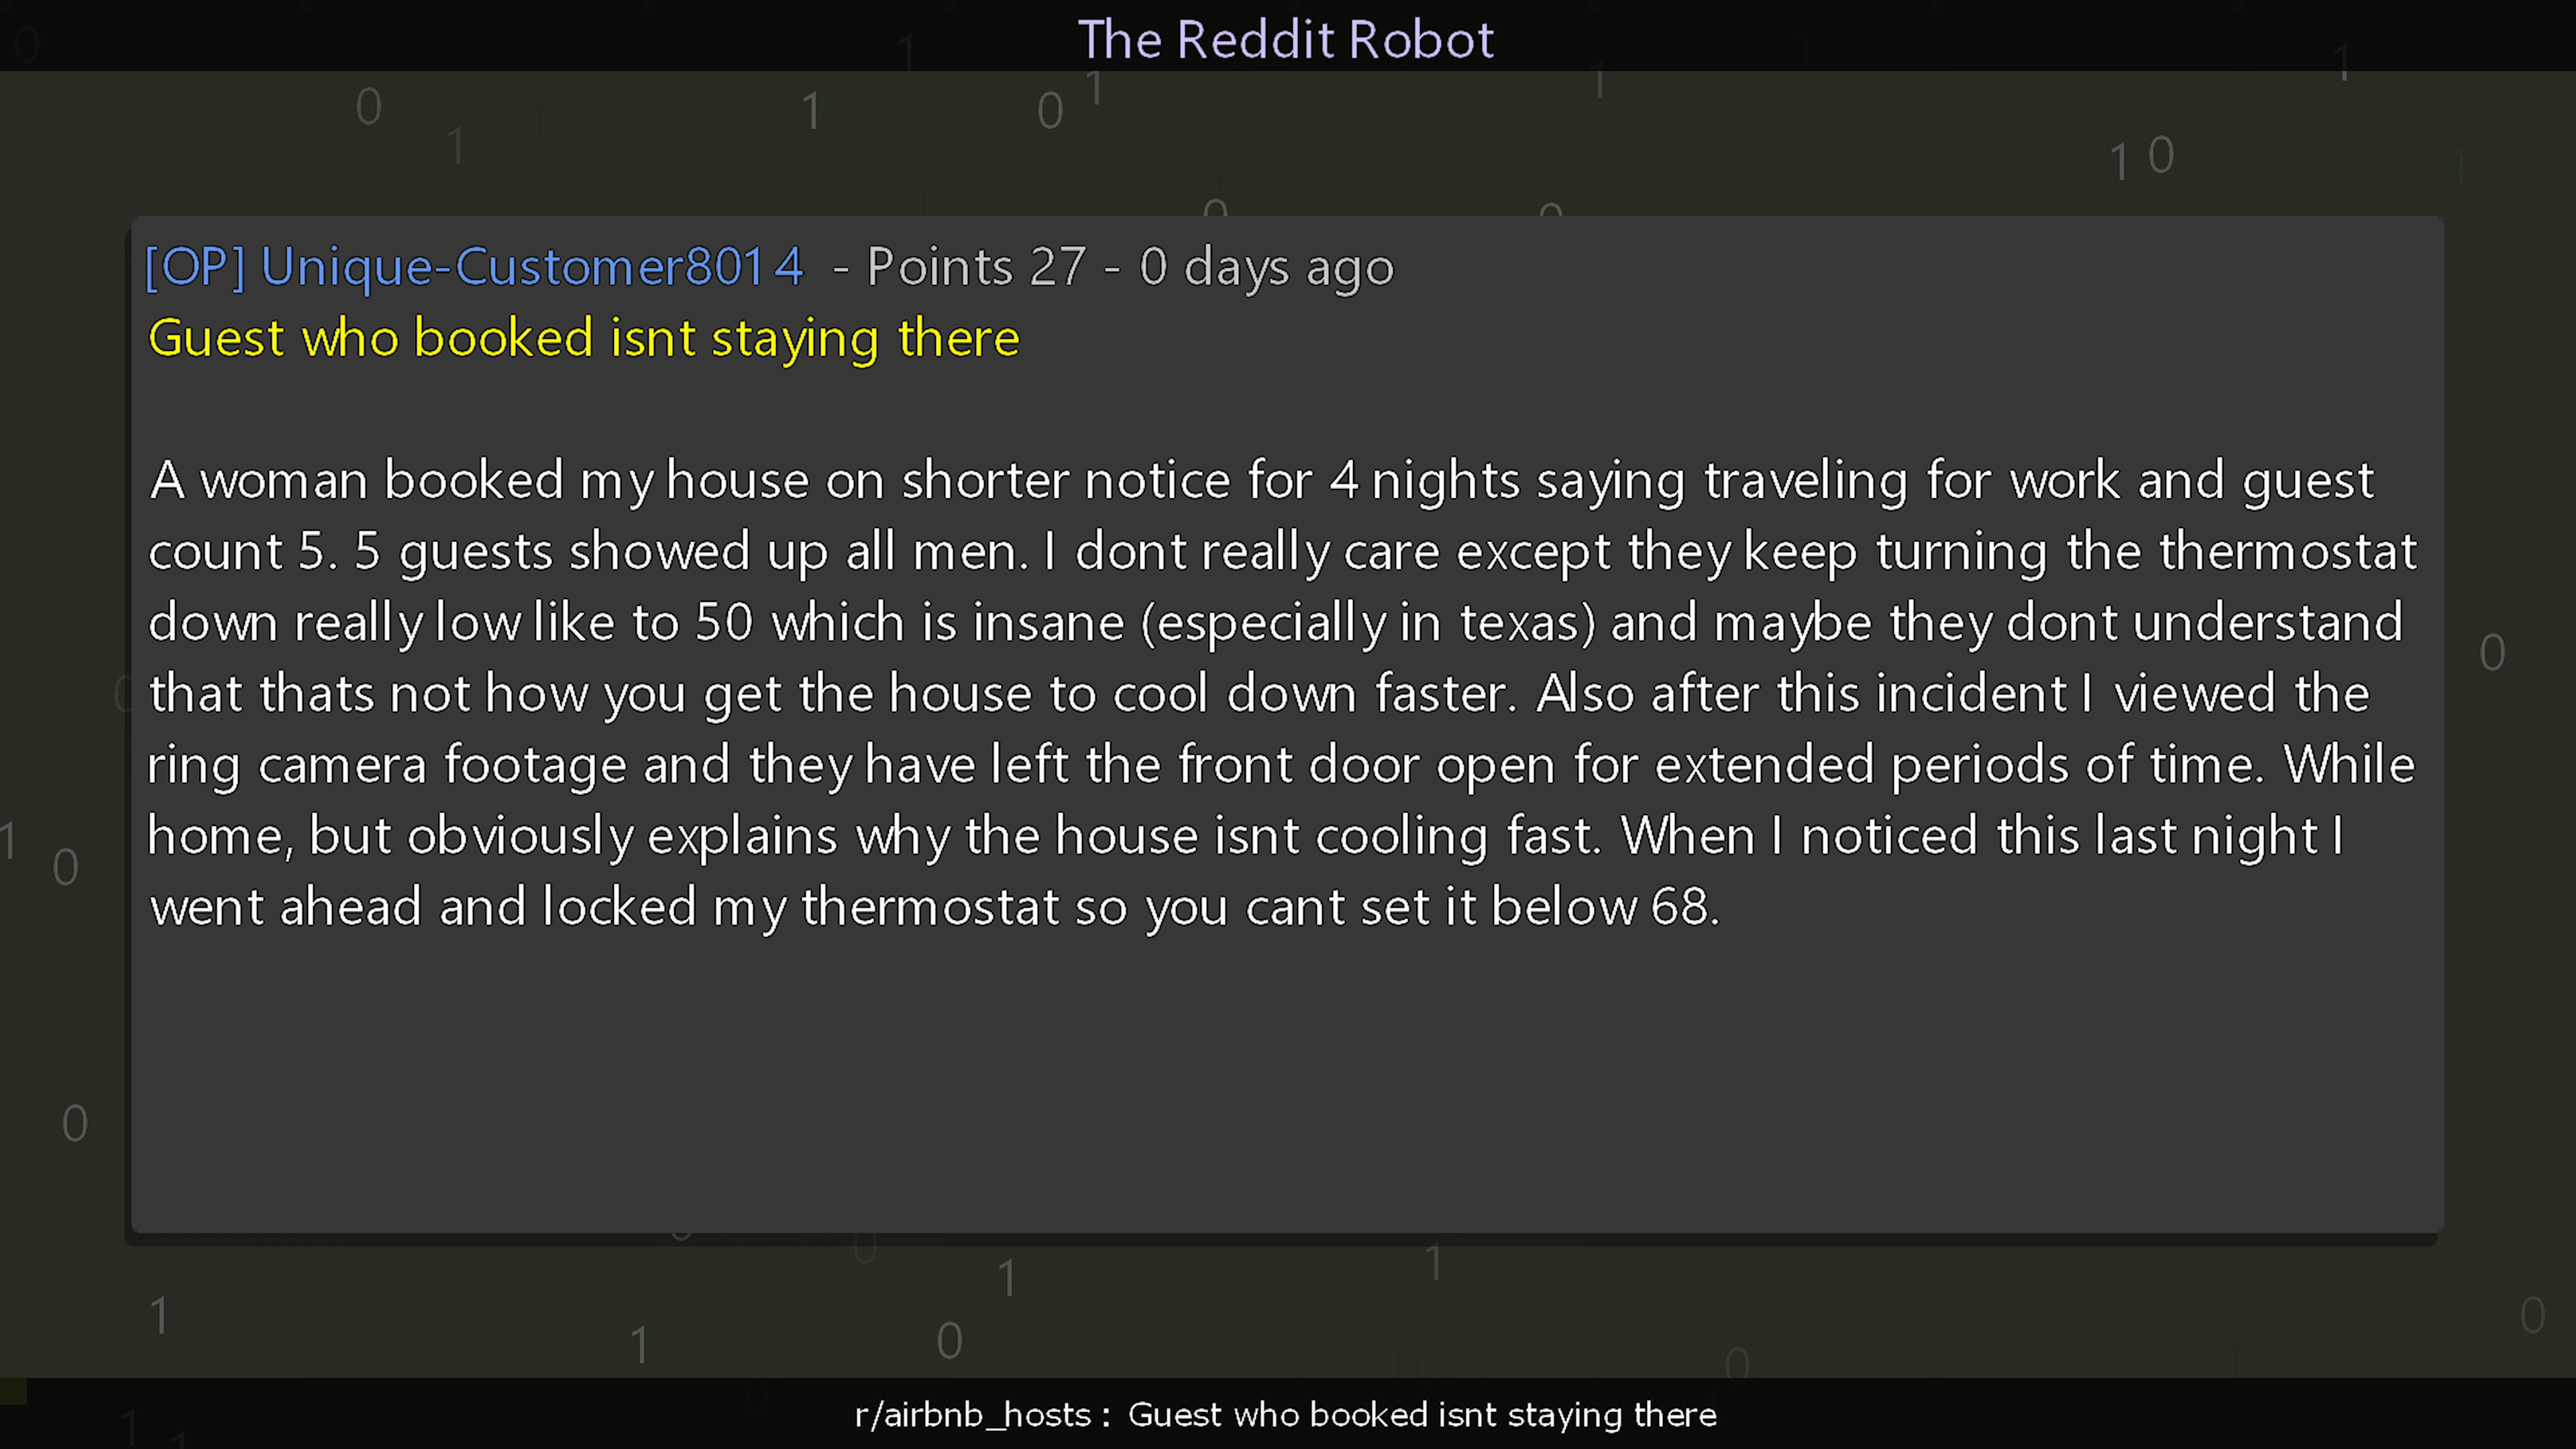 The Reddit Robot
[OP] Unique-Customer8014 - Points 27 - 0 days ago
Guest who booked isnt staying there
A woman booked my house on shorter notice for 4 nights saying traveling for work and guest
count 5. 5 guests showed up all men. I dont really care except they keep turning the thermostat
down really low like to 50 which is insane (especially in texas) and maybe they dont understand
that thats not how you get the house to cool down faster. Also after this incident I viewed the
ring camera footage and they have left the front door open for extended periods of time. While
home, but obviously explains why the house isnt cooling fast. When I noticed this last night I
went ahead and locked my thermostat so you cant set it below 68.
r/airbnb_hosts : Guest who booked isnt staying there